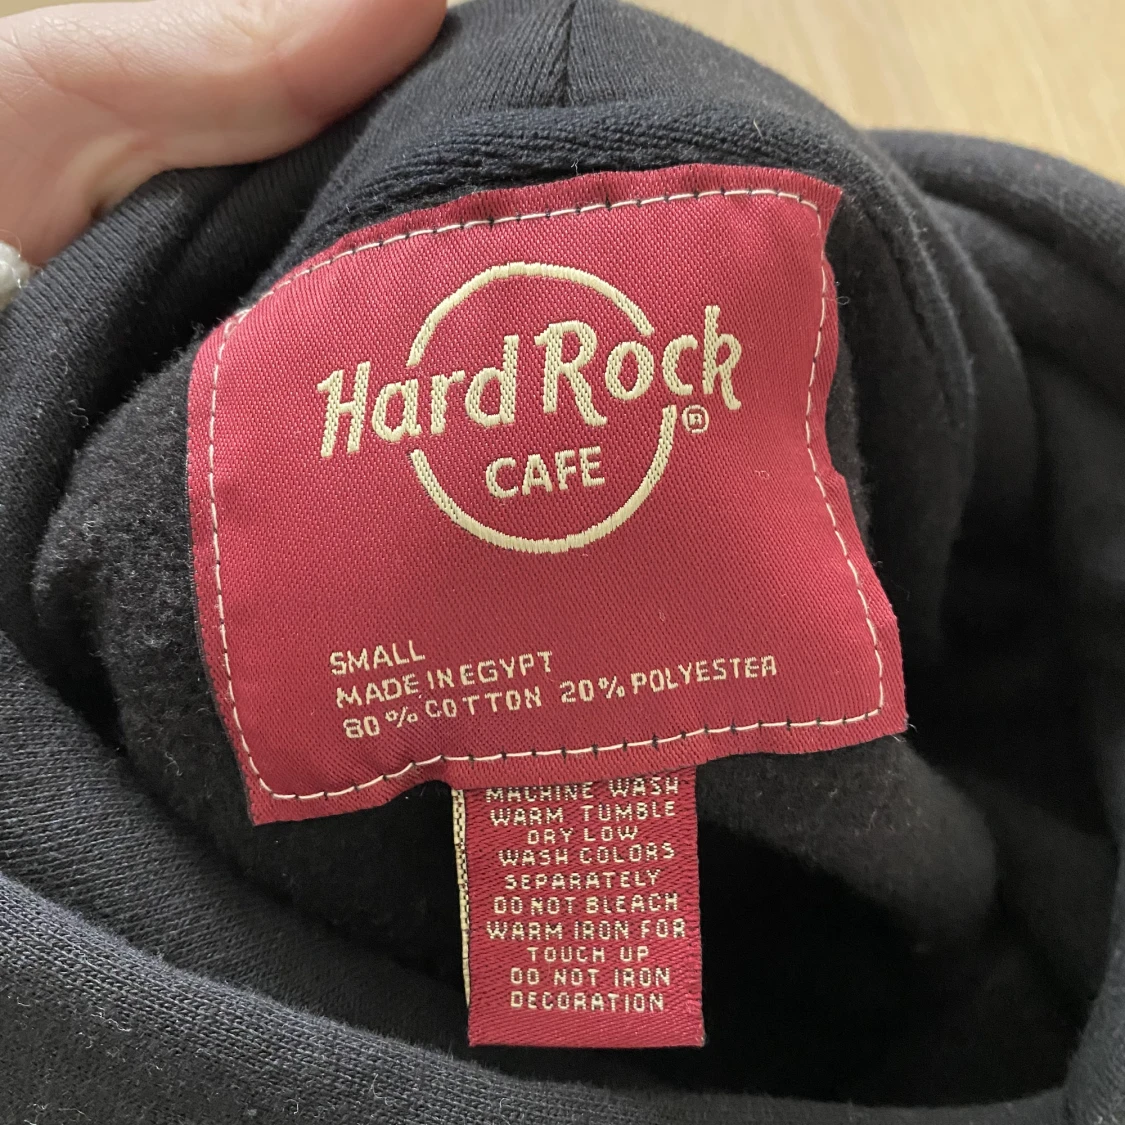 Hard Rock
®
CAFE
SMALL
MADE IN EGYPT
80% COTTON 20% POLYESTER
MACHINE WASH
WARM TUMBLE
DRY LOW
WASH COLORS
SEPARATELY
DO NOT BLEACH
WARM IRON FOR
TOUCH UP
DO NOT IRON
DECORATION